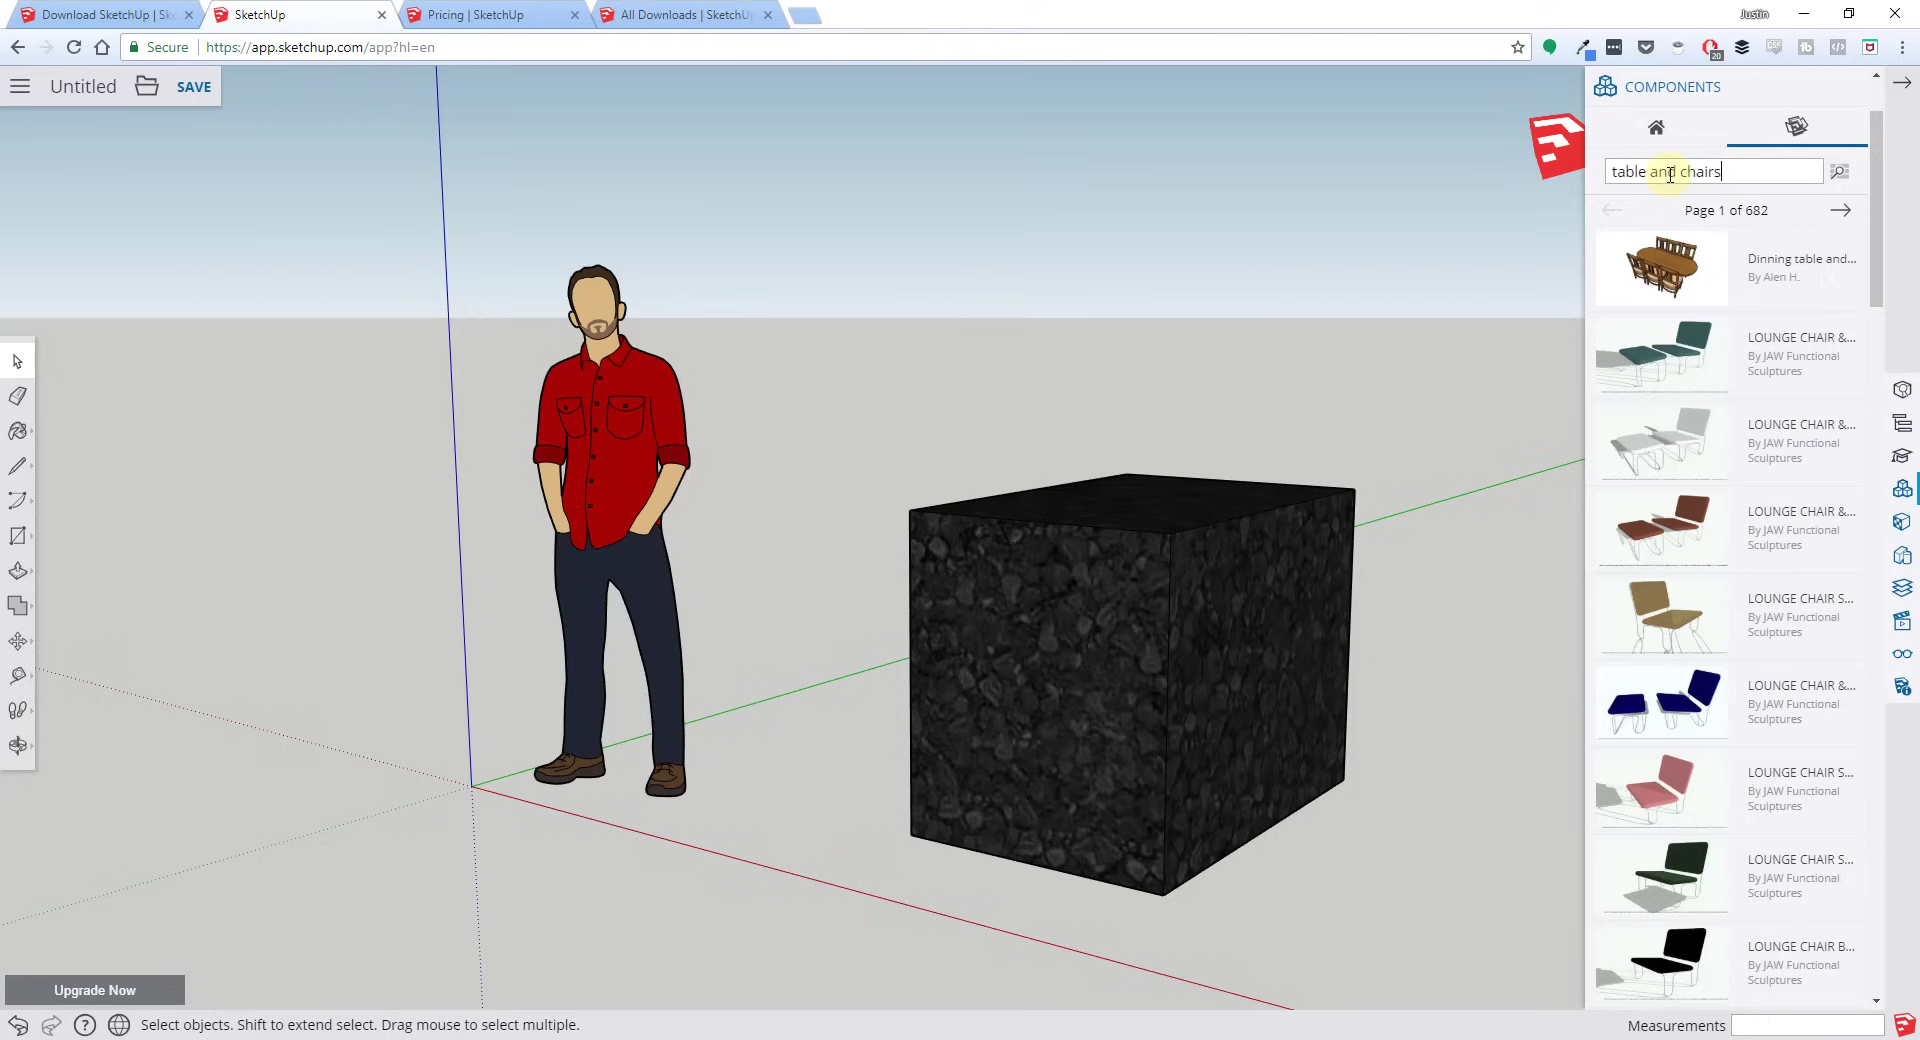 Download SketchUp | Sk
SketchUp
Pricing | SketchUp
All Downloads | SketchU
Justin
Secure
https://app.sketchup.com/app?hl=en
20
Untitled
SAVE
COMPONENTS
table and chairs
Page 1 of 682
Dinning table and...
By Alen H.
LOUNGE CHAIR &...
By JAW Functional
Sculptures
LOUNGE CHAIR &...
By JAW Functional
Sculptures
LOUNGE CHAIR &...
By JAW Functional
Sculptures
LOUNGE CHAIR S...
By JAW Functional
Sculptures
LOUNGE CHAIR &...
By JAW Functional
Sculptures
LOUNGE CHAIR S...
By JAW Functional
Sculptures
LOUNGE CHAIR S...
By JAW Functional
Sculptures
LOUNGE CHAIR B...
By JAW Functional
Sculptures
Upgrade Now
Select objects. Shift to extend select. Drag mouse to select multiple.
Measurements